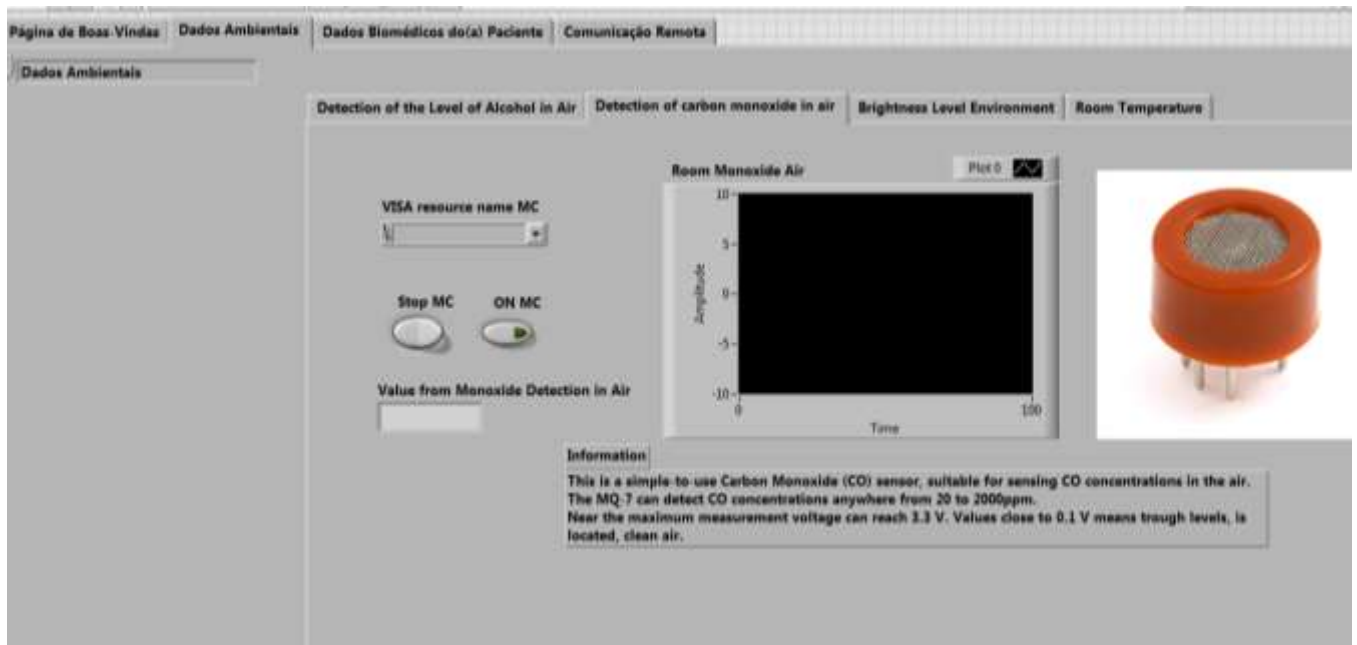 Página de Boas-Vindas
Dados Ambientais
Dados Biomédicos do(a) Paciente
Comunicação Remota
Dados Ambientais
Detection of the Level of Alcohol in Air
Detection of carbon monoxide in air
Brightness Level Environment
Room Temperature
Room Monoxide Air
Plot 0
VISA resource name MC
10
5
0
-5
-10
Amplitude
0
100
Time
Stop MC
ON MC
Value from Monoxide Detection in Air
Information
This is a simple-to-use Carbon Monoxide (CO) sensor, suitable for sensing CO concentrations in the air.
The MQ-7 can detect CO concentrations anywhere from 20 to 2000ppm.
Near the maximum measurement voltage can reach 3.3 V. Values close to 0.1 V means trough levels, is
located, clean air.